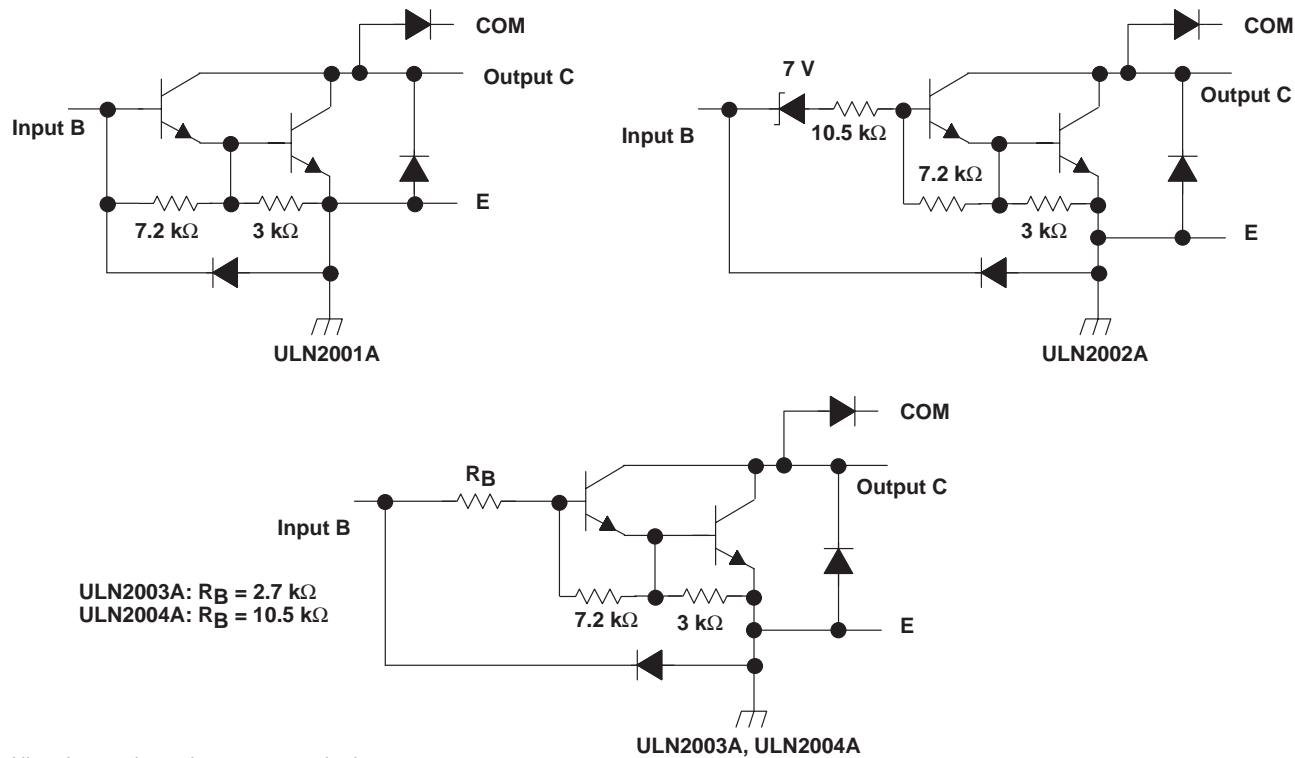 COM
Output C
Input B
E
7.2 kΩ
3 kΩ
ULN2001A
COM
7 V
Output C
Input B
10.5 kΩ
7.2 kΩ
3 kΩ
E
ULN2002A
COM
RB
Output C
Input B
ULN2003A: RB = 2.7 kΩ
ULN2004A: RB = 10.5 kΩ
7.2 kΩ
3 kΩ
E
ULN2003A, ULN2004A